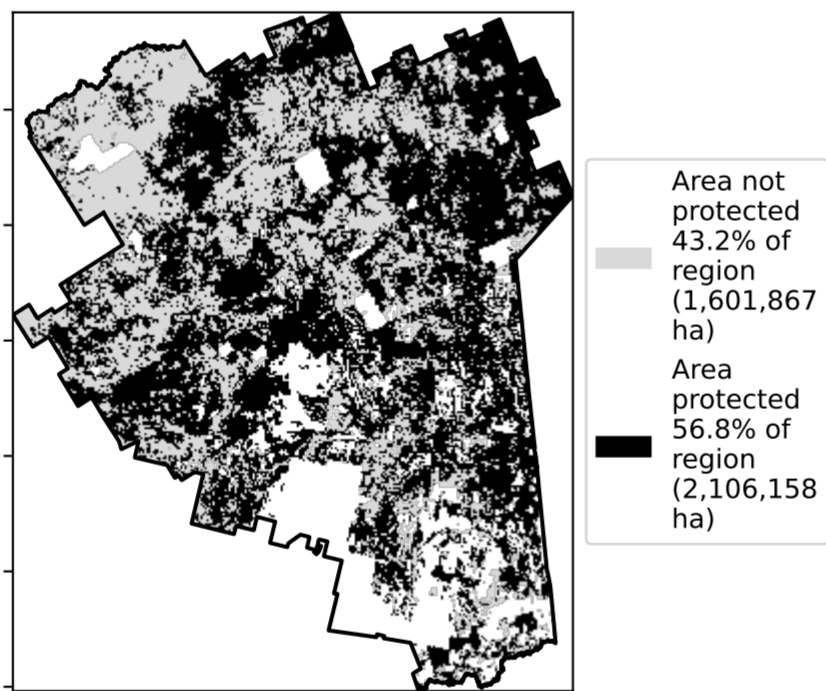 Area not
protected
43.2% of
region
(1,601,867
ha)
Area
protected
56.8% of
region
(2,106,158
ha)